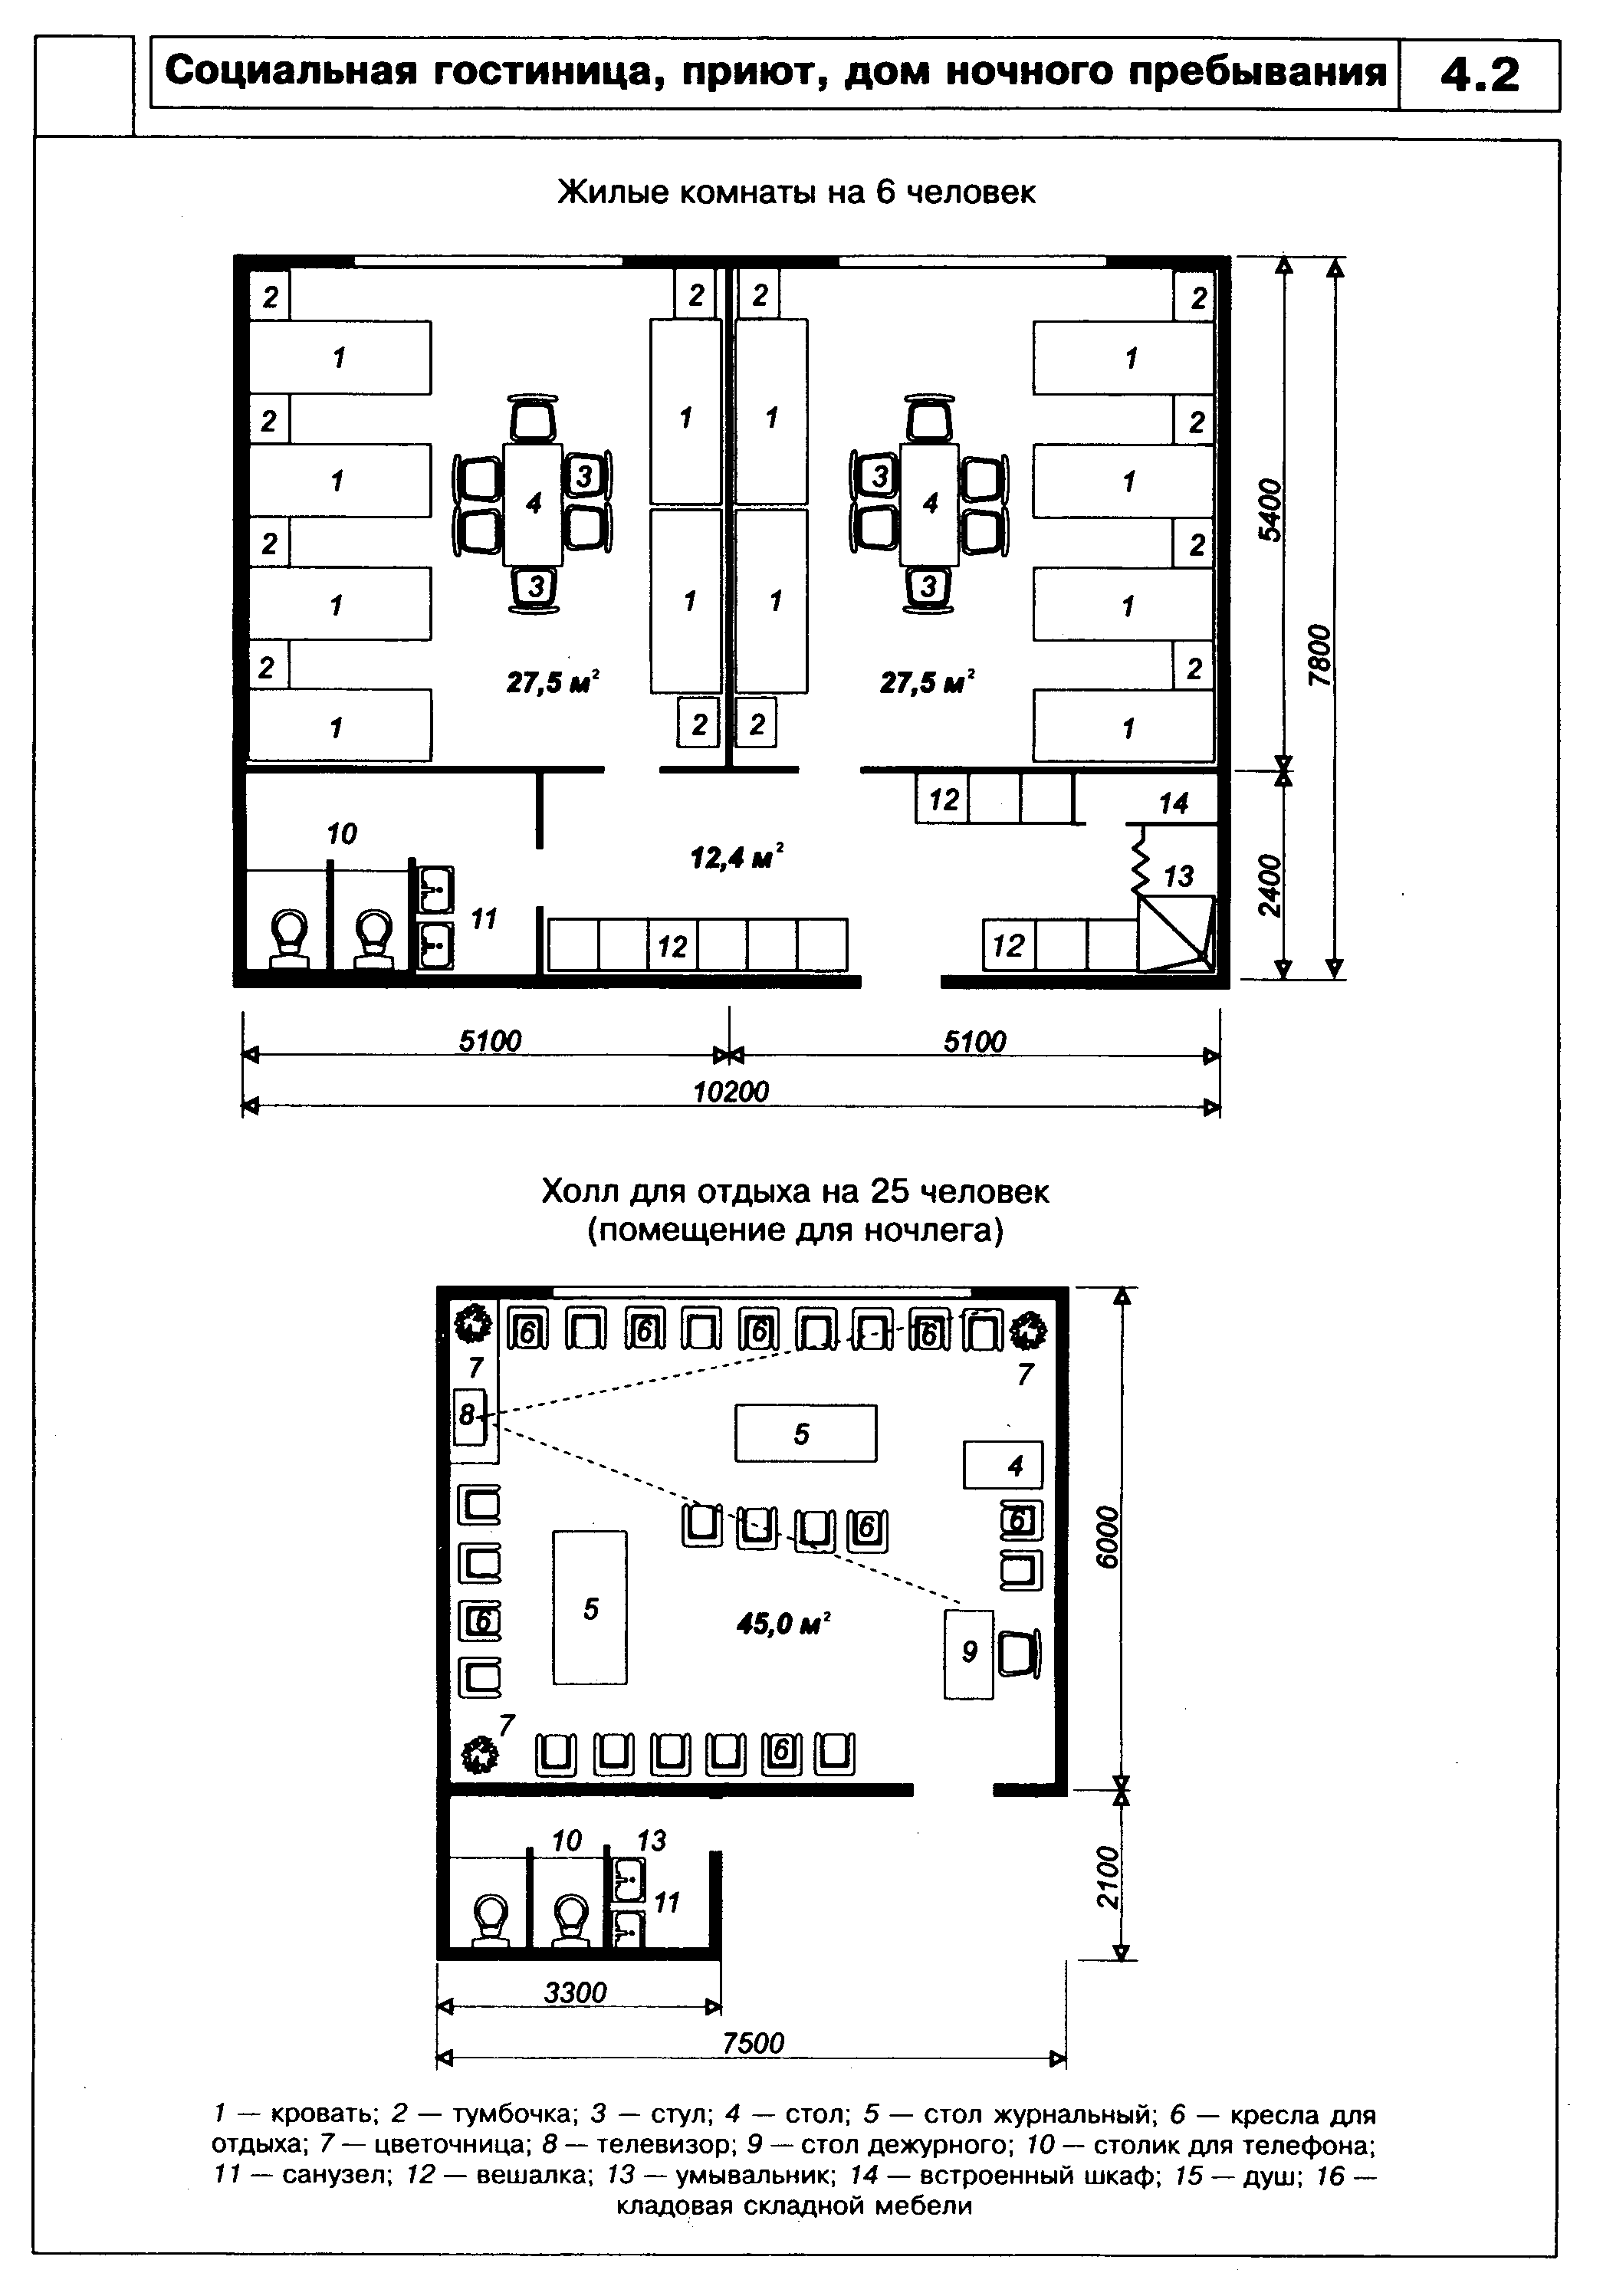 Социальная гостиница, приют, дом ночного пребывания 4.2
Жилые комнаты на 6 человек
2 2 2 2
1 1
1 1
2 2
3 3
1 4 4 1
2 2
3 3
1 1 1 1
2 2
27,5 м² 27,5 м²
2 2
1 1
5400
7800
12 14
10
12,4 м²
13
11
12 12
2400
5100 5100
10200
Холл для отдыха на 25 человек
(помещение для ночлега)
6 6 6 6
7 7
8
5
4
6 6
5
6
45,0 м²
9
6000
7
6
10 13
11
2100
3300
7500
1 — кровать; 2 — тумбочка; 3 — стул; 4 — стол; 5 — стол журнальный; 6 — кресла для
отдыха; 7 — цветочница; 8 — телевизор; 9 — стол дежурного; 10 — столик для телефона;
11 — санузел; 12 — вешалка; 13 — умывальник; 14 — встроенный шкаф; 15 — душ; 16 —
кладовая складной мебели